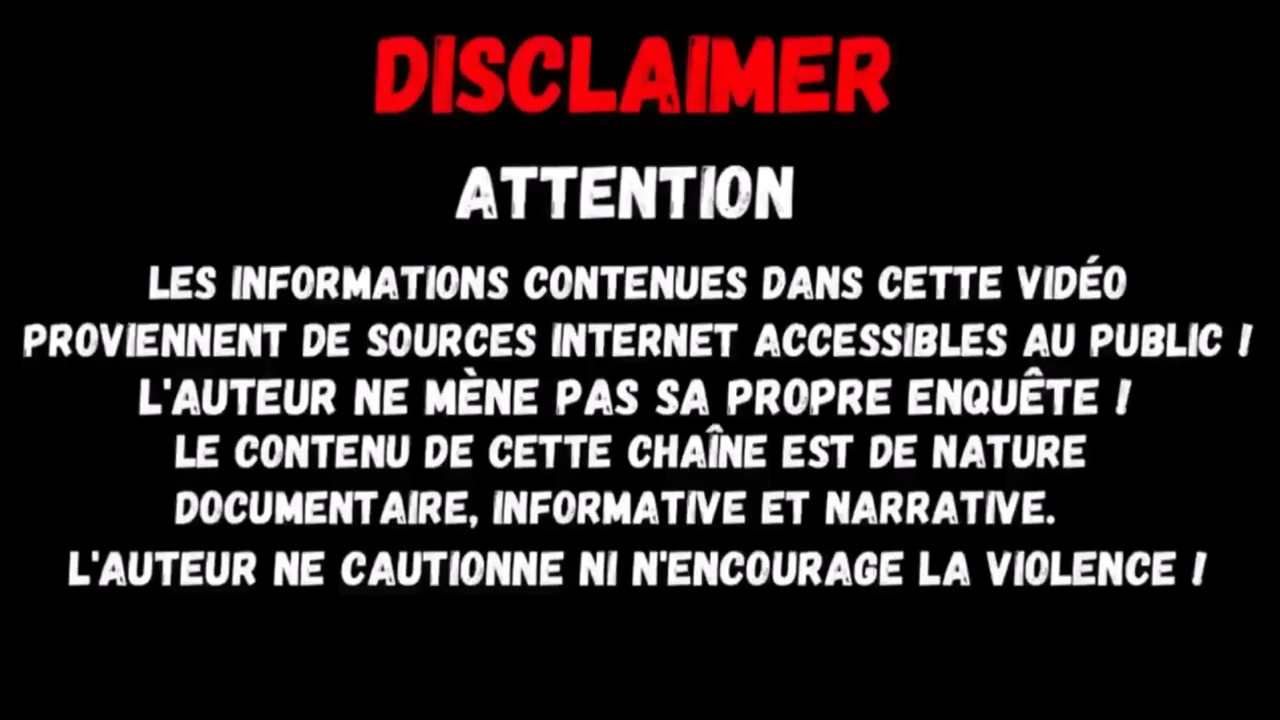 DISCLAIMER
ATTENTION
LES INFORMATIONS CONTENUES DANS CETTE VIDÉO
PROVIENNENT DE SOURCES INTERNET ACCESSIBLES AU PUBLIC !
L'AUTEUR NE MÈNE PAS SA PROPRE ENQUÊTE !
LE CONTENU DE CETTE CHAÎNE EST DE NATURE
DOCUMENTAIRE, INFORMATIVE ET NARRATIVE.
L'AUTEUR NE CAUTIONNE NI N'ENCOURAGE LA VIOLENCE !